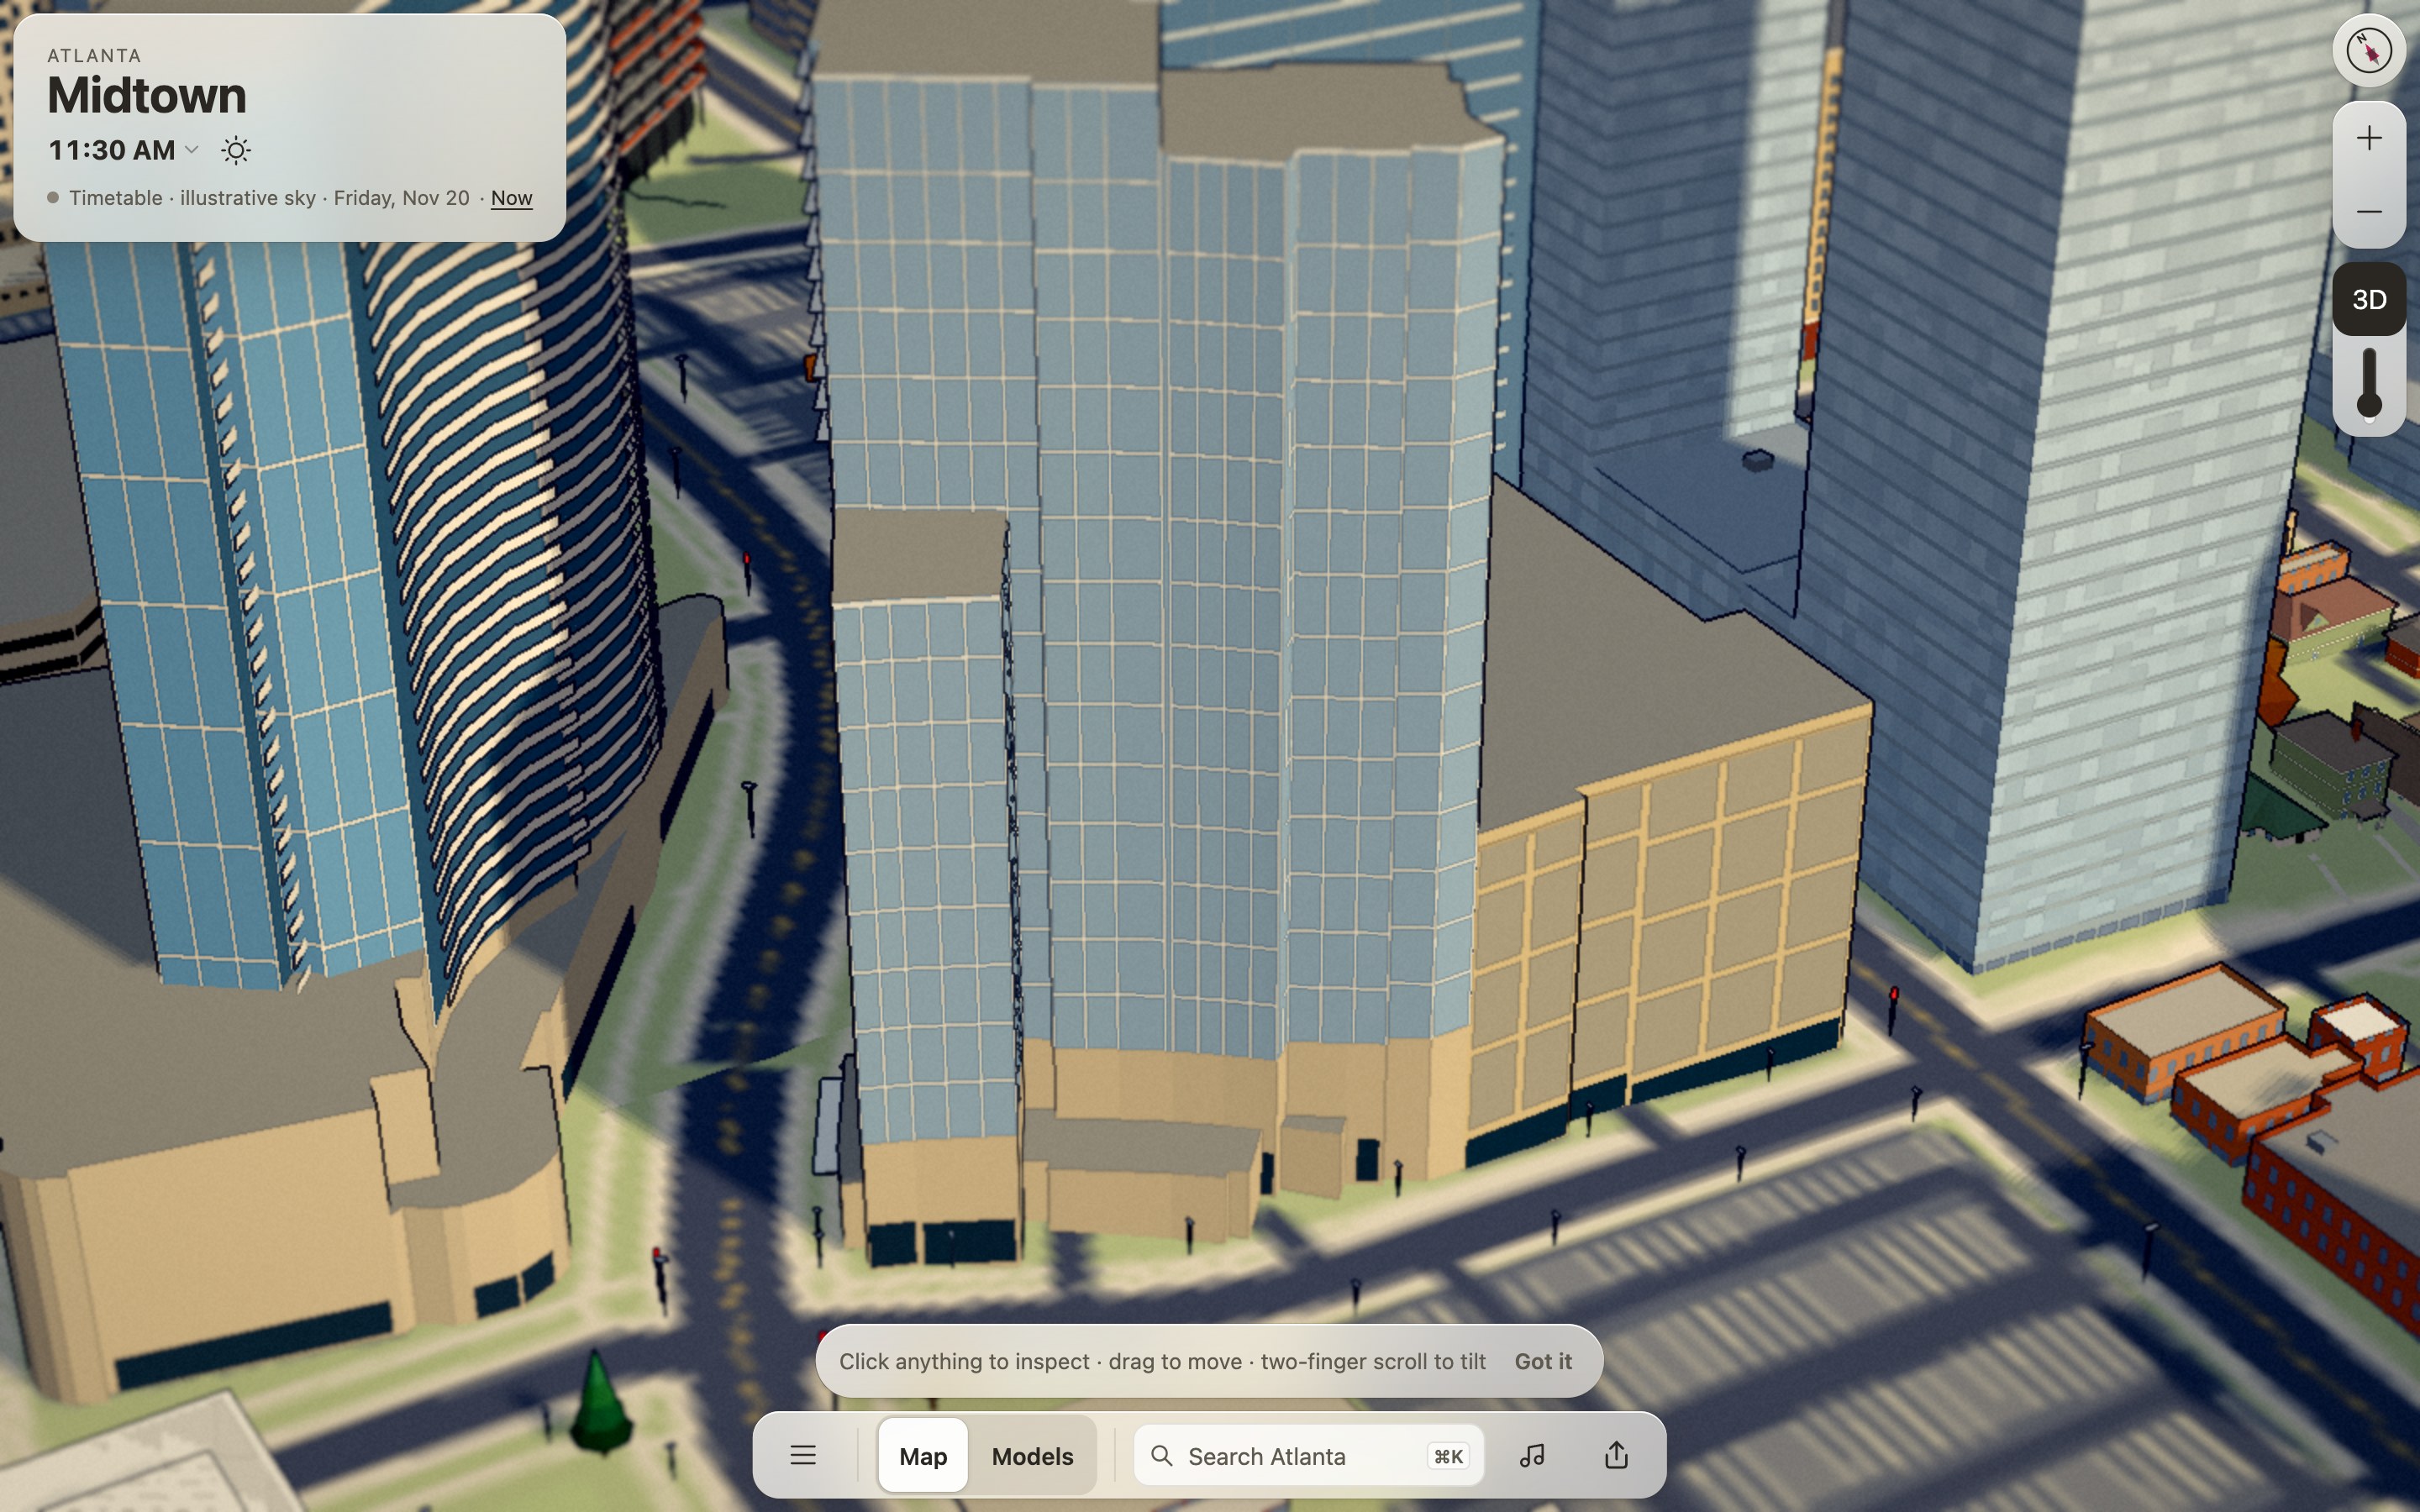 ATLANTA
Midtown
11:30 AM
Timetable · illustrative sky · Friday, Nov 20 · Now
N
3D
Click anything to inspect · drag to move · two-finger scroll to tilt Got it
Map Models Search Atlanta ⌘K